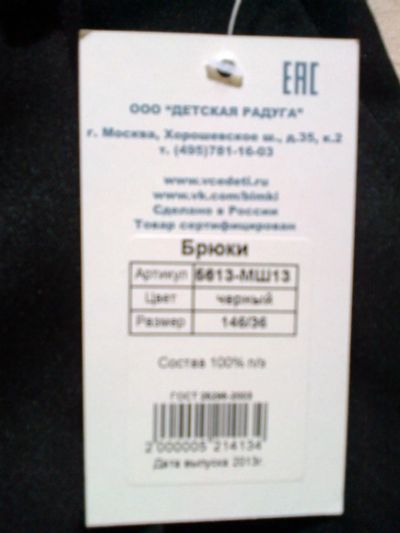 EAC
ООО "ДЕТСКАЯ РАДУГА"
г. Москва, Хорошевское ш., д.35, к.2
т. (495)781-16-03
www.vcedeti.ru
www.vk.com/bimki
Сделано в России
Товар сертифицирован
Брюки
Артикул 5613-МШ13
Цвет черный
Размер 146/36
Состав 100% п/э
ГОСТ
2 000005 214134
Дата выпуска 2013г.